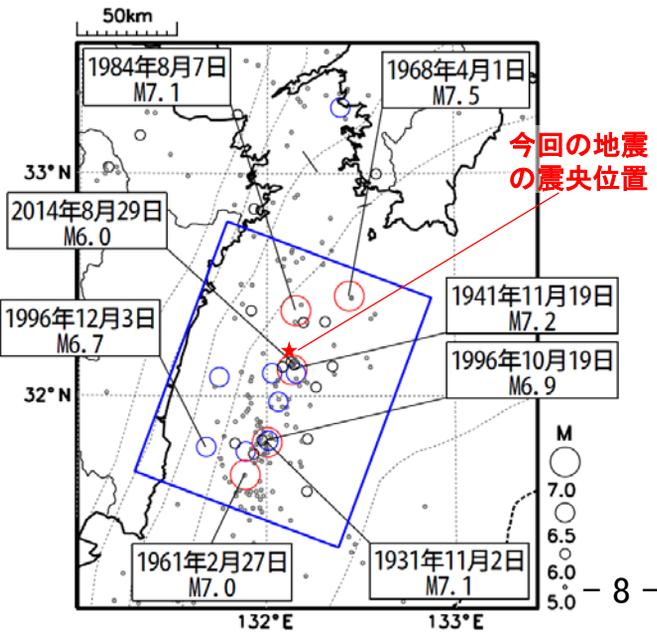 50km
1984年8月7日
M7.1
1968年4月1日
M7.5
今回の地震
の震央位置
33°N
2014年8月29日
M6.0
1941年11月19日
M7.2
1996年12月3日
M6.7
1996年10月19日
M6.9
32°N
M
7.0
6.5
6.0
5.0
1961年2月27日
M7.0
1931年11月2日
M7.1
- 8 -
132°E
133°E